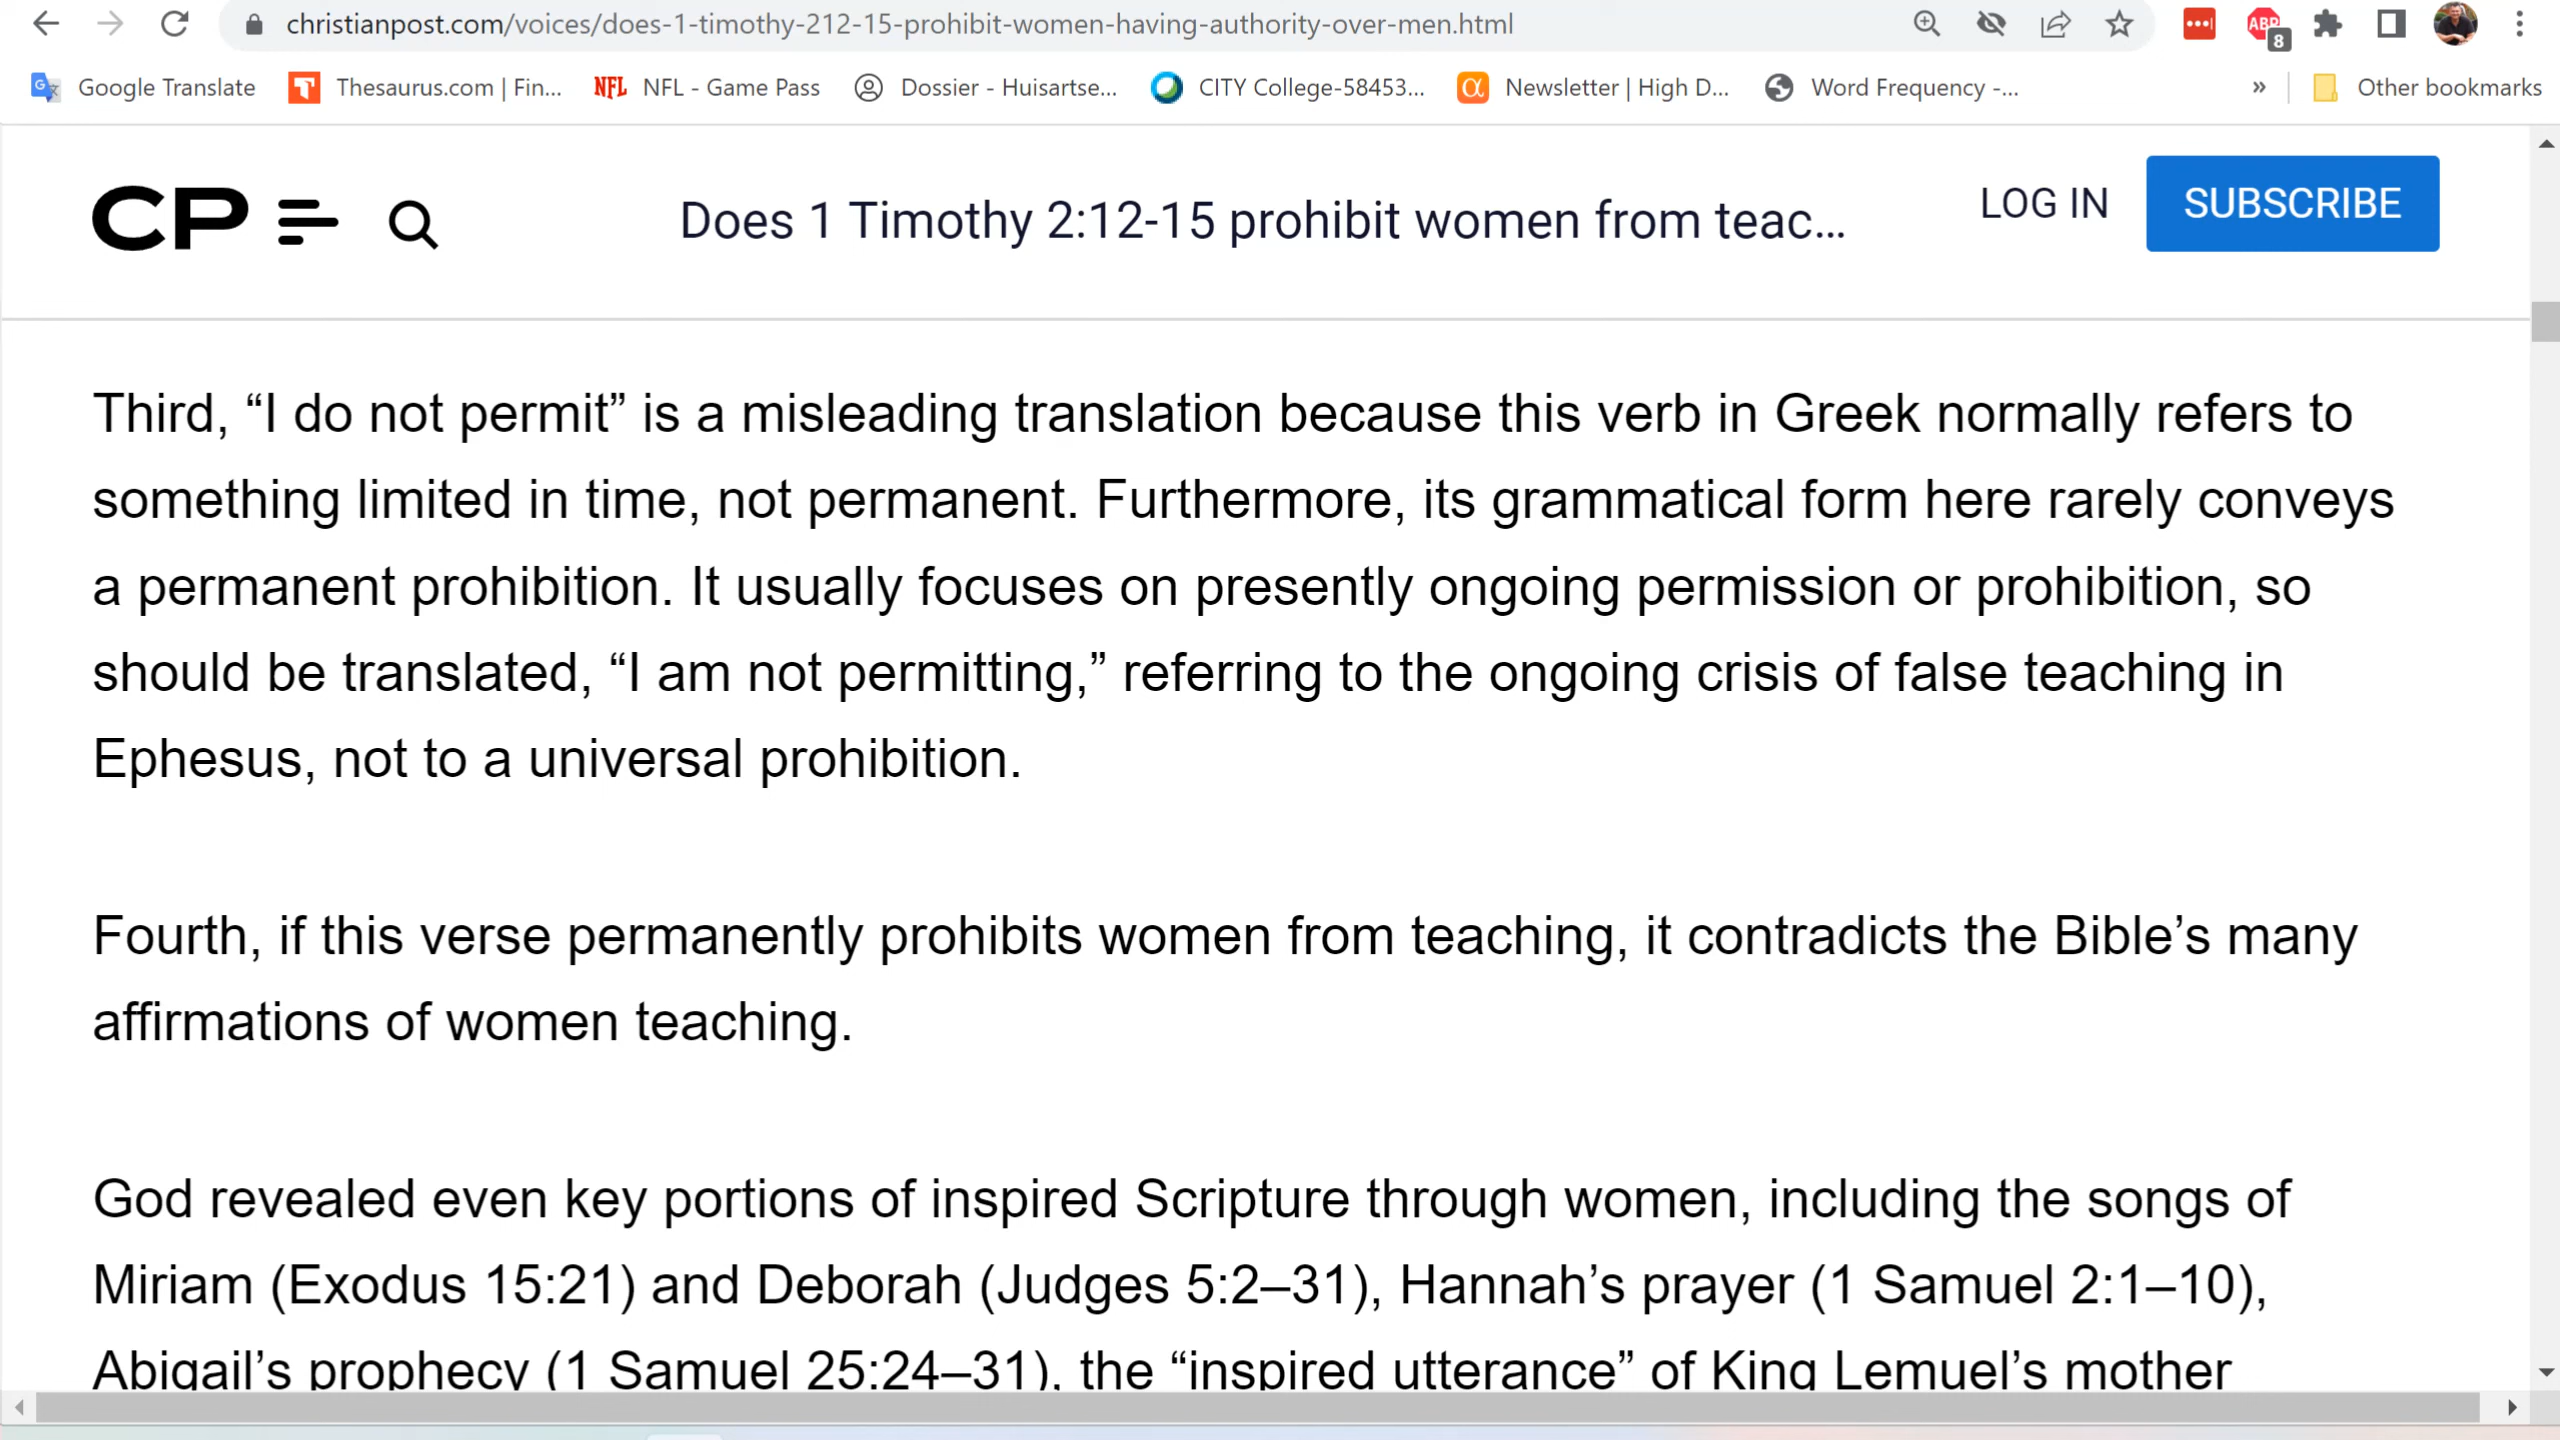 christianpost.com/voices/does-1-timothy-212-15-prohibit-women-having-authority-over-men.html
ABP
8
Google Translate
Thesaurus.com | Fin...
NFL
NFL - Game Pass
Dossier - Huisartse...
CITY College-58453...
α
Newsletter | High D...
Word Frequency -...
»
Other bookmarks
CP
Does 1 Timothy 2:12-15 prohibit women from teac...
LOG IN
SUBSCRIBE
Third, “I do not permit” is a misleading translation because this verb in Greek normally refers to
something limited in time, not permanent. Furthermore, its grammatical form here rarely conveys
a permanent prohibition. It usually focuses on presently ongoing permission or prohibition, so
should be translated, “I am not permitting,” referring to the ongoing crisis of false teaching in
Ephesus, not to a universal prohibition.
Fourth, if this verse permanently prohibits women from teaching, it contradicts the Bible’s many
affirmations of women teaching.
God revealed even key portions of inspired Scripture through women, including the songs of
Miriam (Exodus 15:21) and Deborah (Judges 5:2–31), Hannah’s prayer (1 Samuel 2:1–10),
Abigail’s prophecy (1 Samuel 25:24–31), the “inspired utterance” of King Lemuel’s mother